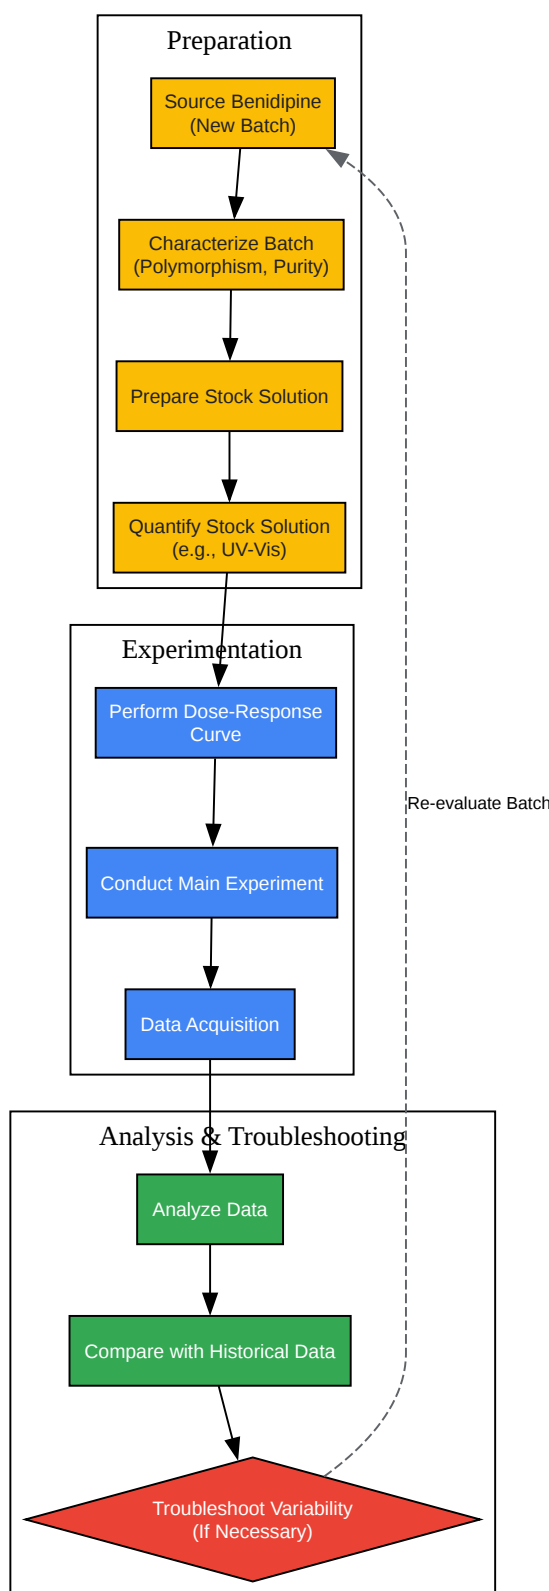 Preparation
Source Benidipine
(New Batch)
Characterize Batch
(Polymorphism, Purity)
Prepare Stock Solution
Quantify Stock Solution
(e.g., UV-Vis)
Experimentation
Perform Dose-Response
Curve
Re-evaluate Batch
Conduct Main Experiment
Data Acquisition
Analysis & Troubleshooting
Analyze Data
Compare with Historical Data
Troubleshoot Variability
(If Necessary)